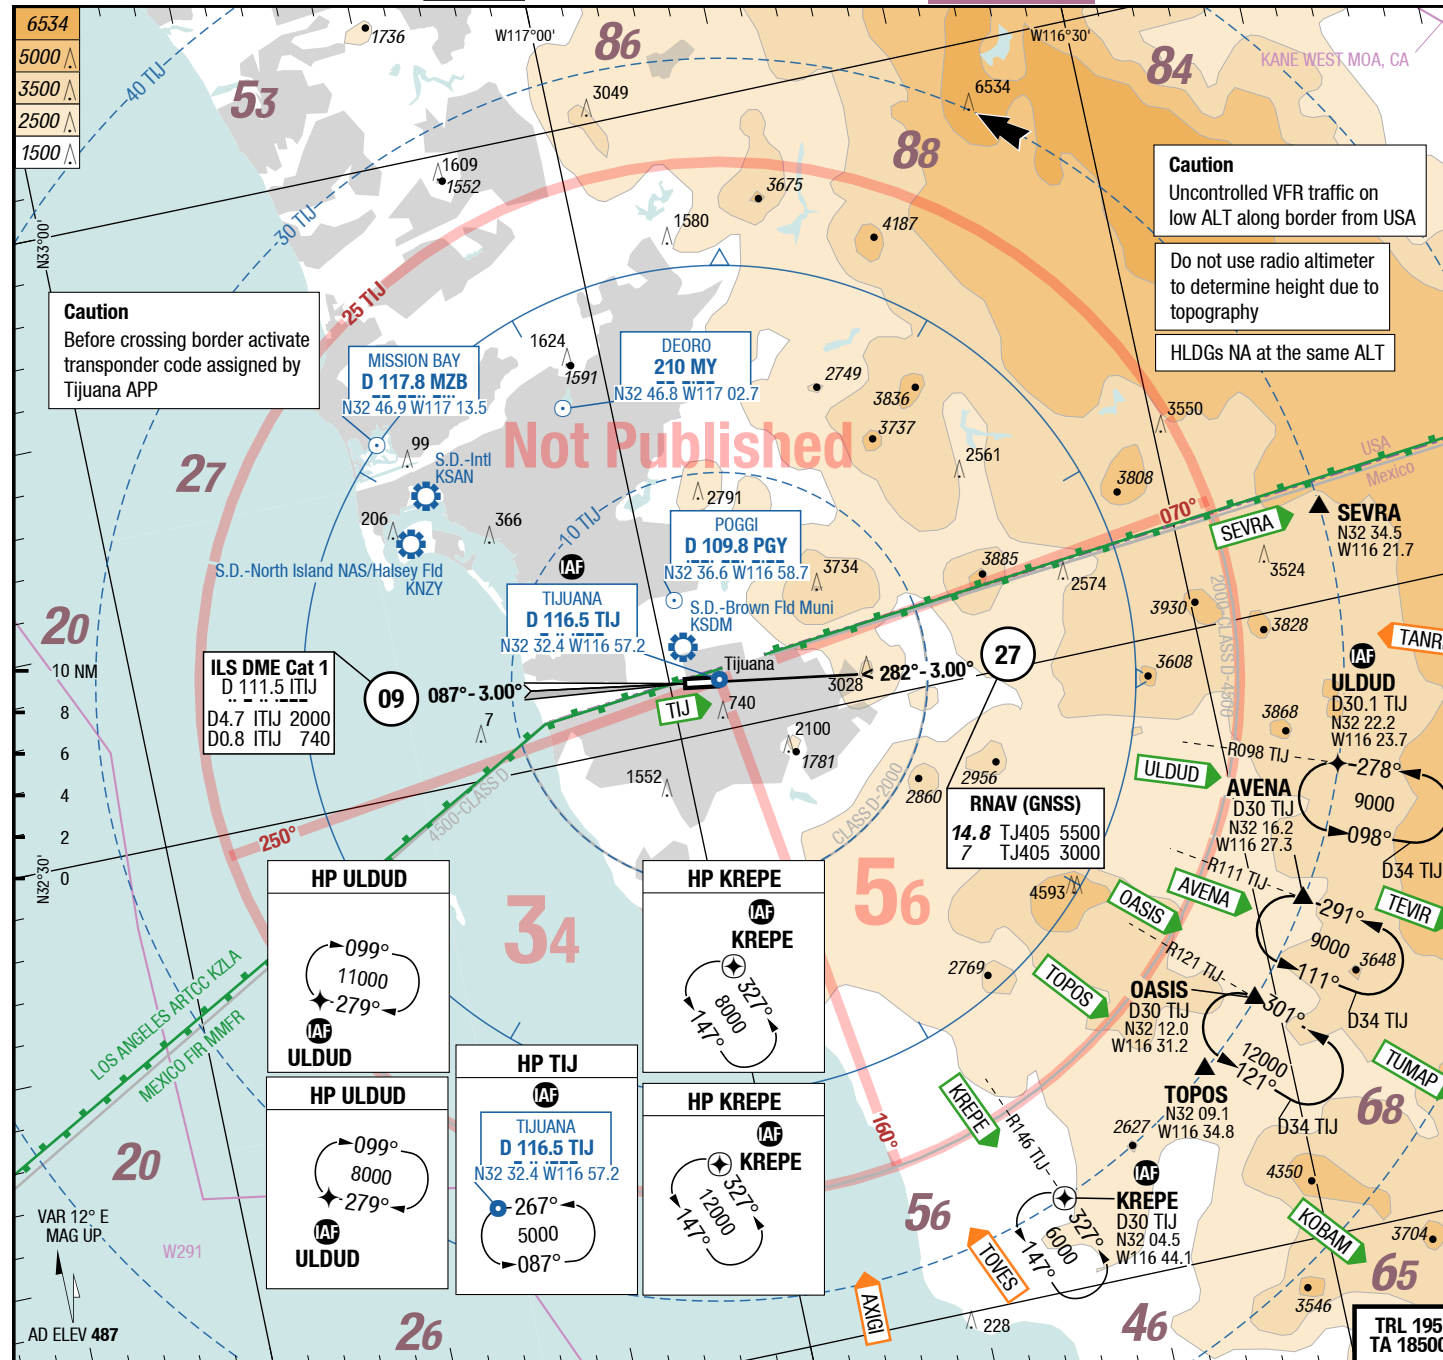 6534
5000
3500
2500
1500
1736
W117°00'
86
W116°30'
84
KANE WEST MOA, CA
40 TIJ
53
3049
6534
88
1609
1552
3675
Caution
Uncontrolled VFR traffic on
low ALT along border from USA
30 TIJ
1580
4187
N33°00'
Do not use radio altimeter
to determine height due to
topography
25 TIJ
Caution
Before crossing border activate
transponder code assigned by
Tijuana APP
HLDGs NA at the same ALT
1624
1591
MISSION BAY
D 117.8 MZB
N32 46.9 W117 13.5
DEORO
210 MY
N32 46.8 W117 02.7
2749
3836
3737
3550
99
Not Published
S.D.-Intl
KSAN
2561
USA
Mexico
27
3808
2791
206
366
10 TIJ
070°
SEVRA
SEVRA
N32 34.5
W116 21.7
POGGI
D 109.8 PGY
N32 36.6 W116 58.7
S.D.-North Island NAS/Halsey Fld
KNZY
IAF
3734
3885
2574
3524
TIJUANA
D 116.5 TIJ
N32 32.4 W116 57.2
S.D.-Brown Fld Muni
KSDM
2000-CLASS D-4500
3930
3828
20
TANR
ILS DME Cat 1
D 111.5 ITIJ
D4.7 ITIJ 2000
D0.8 ITIJ 740
10 NM
8
6
4
2
0
09
087°-3.00°
Tijuana
3028
< 282°-3.00°
27
3608
IAF
ULDUD
D30.1 TIJ
N32 22.2
W116 23.7
TIJ
740
7
2100
1781
3868
R098 TIJ
278°
9000
098°
D34 TIJ
ULDUD
1552
4500-CLASS D
CLASS D-2000
2860
2956
AVENA
D30 TIJ
N32 16.2
W116 27.3
RNAV (GNSS)
14.8 TJ405 5500
7 TJ405 3000
250°
N32°30'
R111 TIJ
HP ULDUD
099°
11000
279°
IAF
ULDUD
34
HP KREPE
IAF
KREPE
327°
8000
147°
56
4593
OASIS
AVENA
291°
9000
111°
3648
D34 TIJ
TEVIR
R121 TIJ
2769
TOPOS
OASIS
D30 TIJ
N32 12.0
W116 31.2
301°
12000
121°
D34 TIJ
LOS ANGELES ARTCC KZLA
MEXICO FIR MMFR
TUMAP
TOPOS
N32 09.1
W116 34.8
68
HP ULDUD
099°
8000
279°
IAF
ULDUD
HP TIJ
IAF
TIJUANA
D 116.5 TIJ
N32 32.4 W116 57.2
267°
5000
087°
HP KREPE
IAF
KREPE
327°
12000
147°
160°
KREPE
R146 TIJ
2627
IAF
KREPE
D30 TIJ
N32 04.5
W116 44.1
327°
6000
147°
4350
20
VAR 12° E
MAG UP
W291
56
TOVES
KOBAM
3704
65
3546
AXIGI
AD ELEV 487
26
228
46
TRL 195
TA 18500